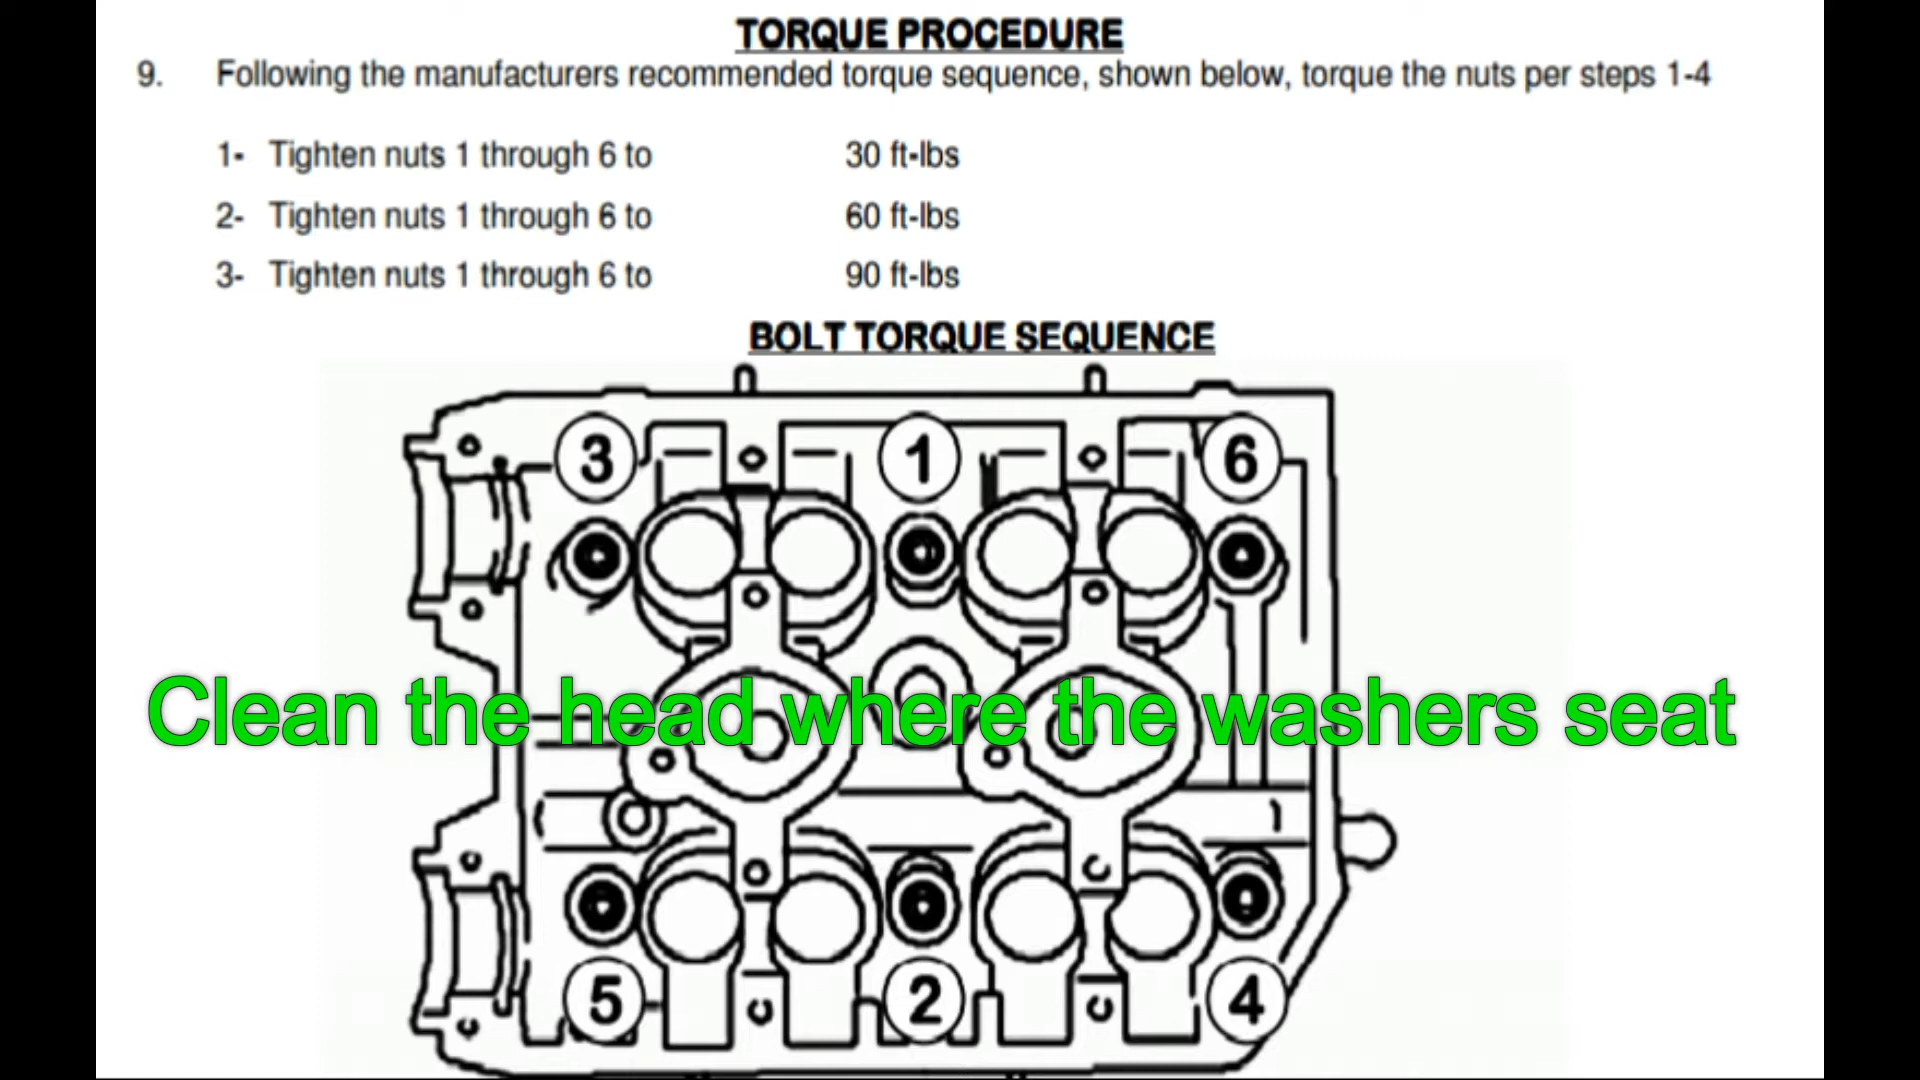 TORQUE PROCEDURE
9. Following the manufacturers recommended torque sequence, shown below, torque the nuts per steps 1-4
1- Tighten nuts 1 through 6 to 30 ft-lbs
2- Tighten nuts 1 through 6 to 60 ft-lbs
3- Tighten nuts 1 through 6 to 90 ft-lbs
BOLT TORQUE SEQUENCE
3 1 6
Clean the head where the washers seat
5 2 4